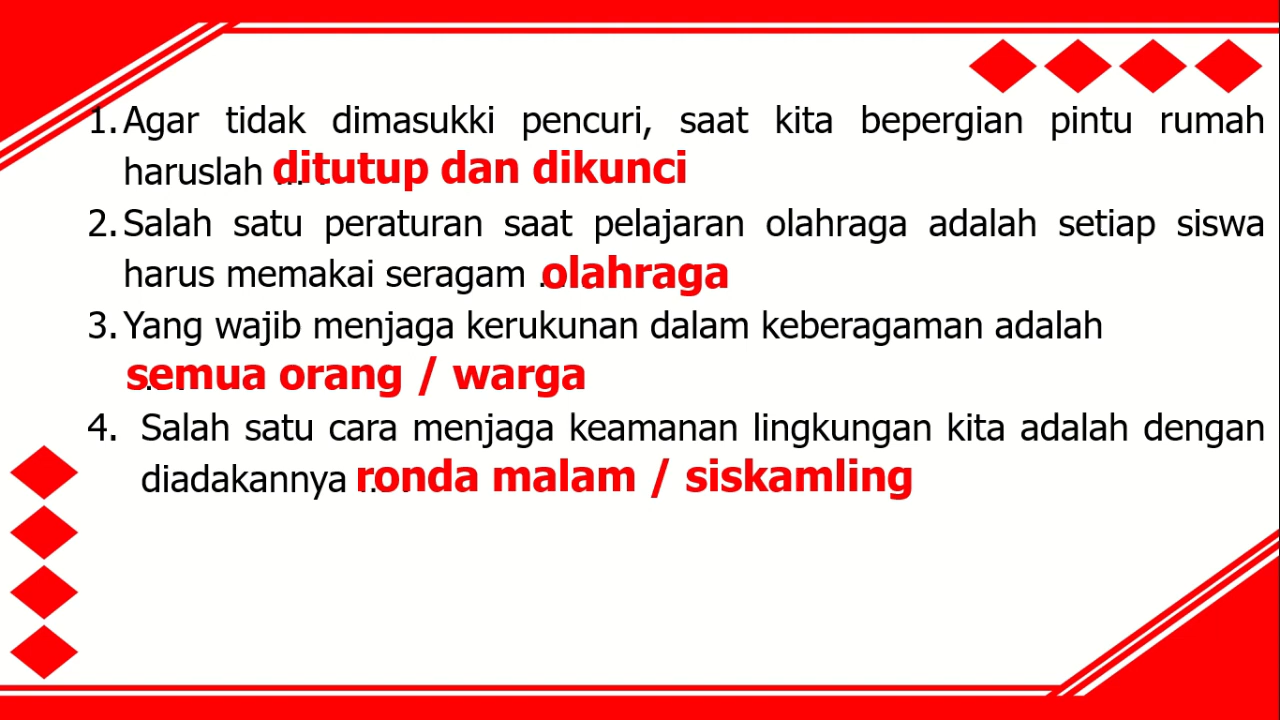 1. Agar tidak dimasukki pencuri, saat kita bepergian pintu rumah
haruslah ditutup dan dikunci
2. Salah satu peraturan saat pelajaran olahraga adalah setiap siswa
harus memakai seragam olahraga
3. Yang wajib menjaga kerukunan dalam keberagaman adalah
semua orang / warga
4. Salah satu cara menjaga keamanan lingkungan kita adalah dengan
diadakannya ronda malam / siskamling